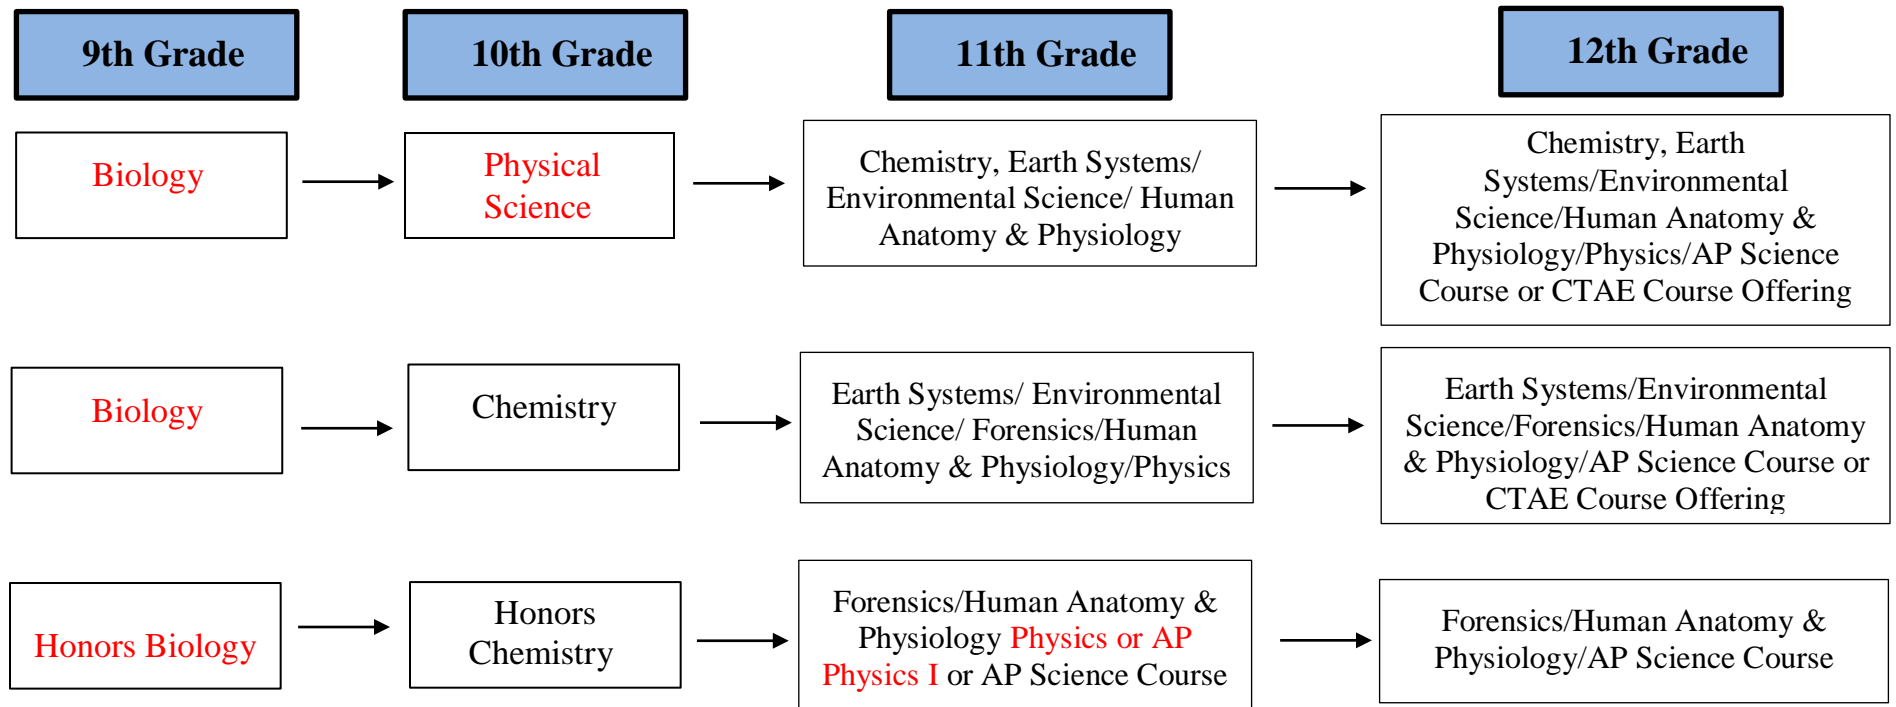 9th Grade
10th Grade
11th Grade
12th Grade
Biology
Physical
Science
Chemistry, Earth Systems/
Environmental Science/ Human
Anatomy & Physiology
Chemistry, Earth
Systems/Environmental
Science/Human Anatomy &
Physiology/Physics/AP Science
Course or CTAE Course Offering
Biology
Chemistry
Earth Systems/ Environmental
Science/ Forensics/Human
Anatomy & Physiology/Physics
Earth Systems/Environmental
Science/Forensics/Human Anatomy
& Physiology/AP Science Course or
CTAE Course Offering
Honors Biology
Honors
Chemistry
Forensics/Human Anatomy &
Physiology Physics or AP
Physics I or AP Science Course
Forensics/Human Anatomy &
Physiology/AP Science Course